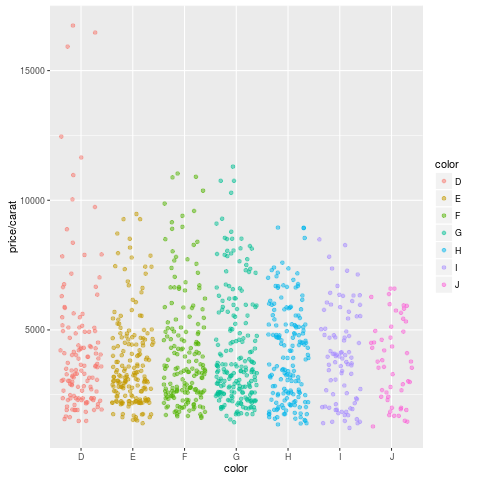 15000
10000
5000
price/carat
D E F G H I J
color
color
D
E
F
G
H
I
J